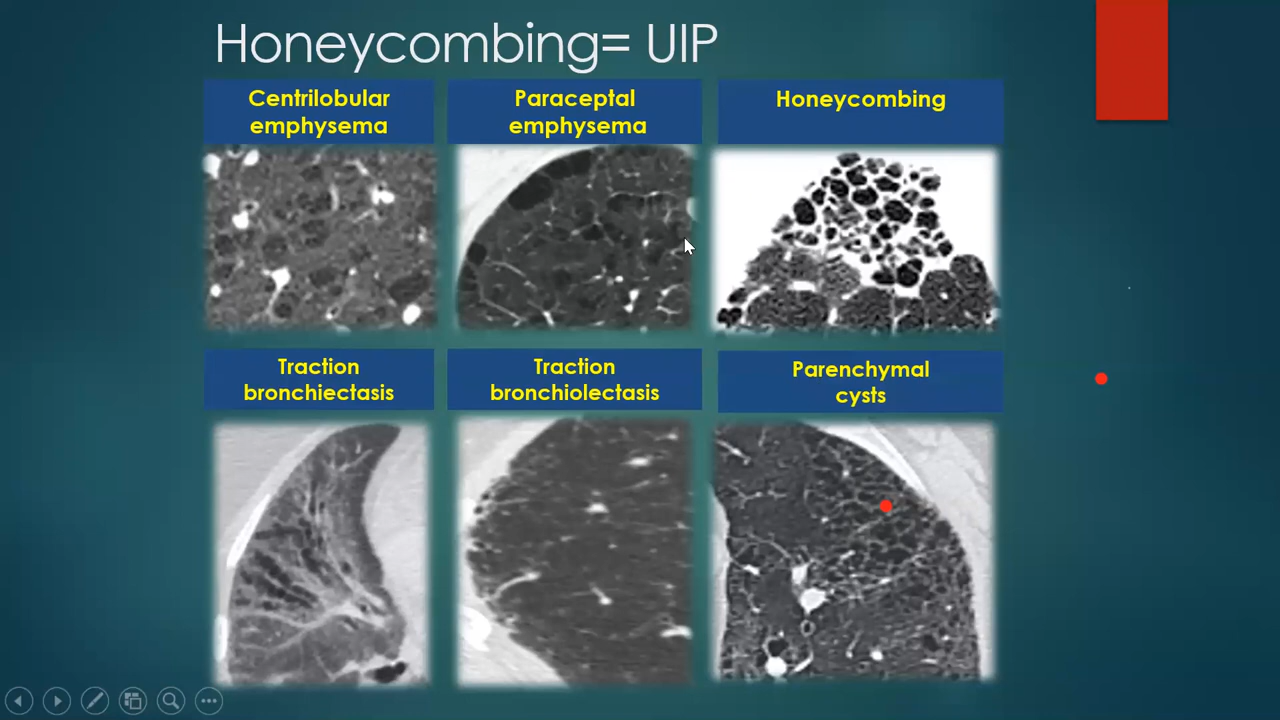 Honeycombing= UIP
Centrilobular
emphysema
Paraceptal
emphysema
Honeycombing
Traction
bronchiectasis
Traction
bronchiolectasis
Parenchymal
cysts